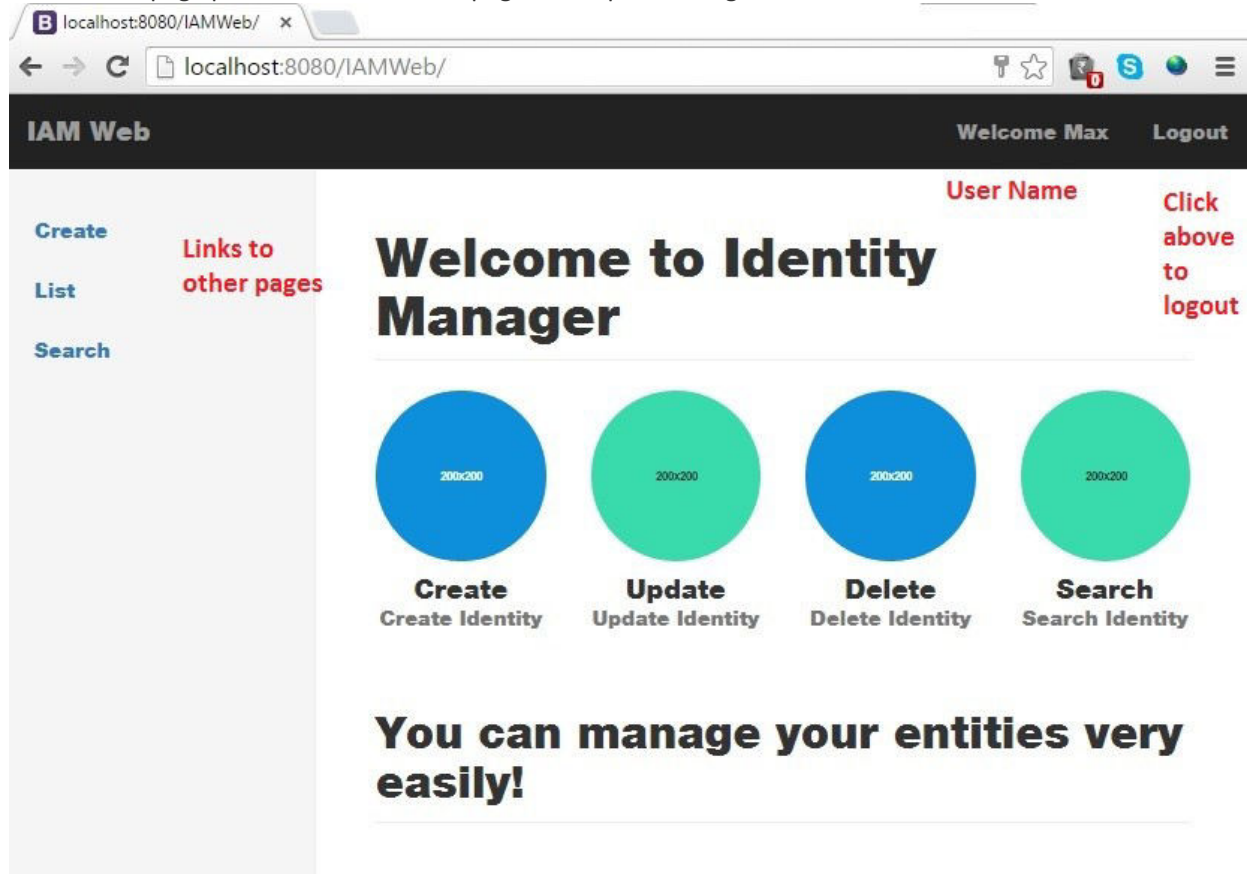 B localhost:8080/IAMWeb/ ×
localhost:8080/IAMWeb/
IAM Web
Welcome Max
Logout
User Name
Click
above
to
logout
Create
List
Search
Links to
other pages
Welcome to Identity
Manager
200x200
200x200
200x200
200x200
Create
Create Identity
Update
Update Identity
Delete
Delete Identity
Search
Search Identity
You can manage your entities very
easily!